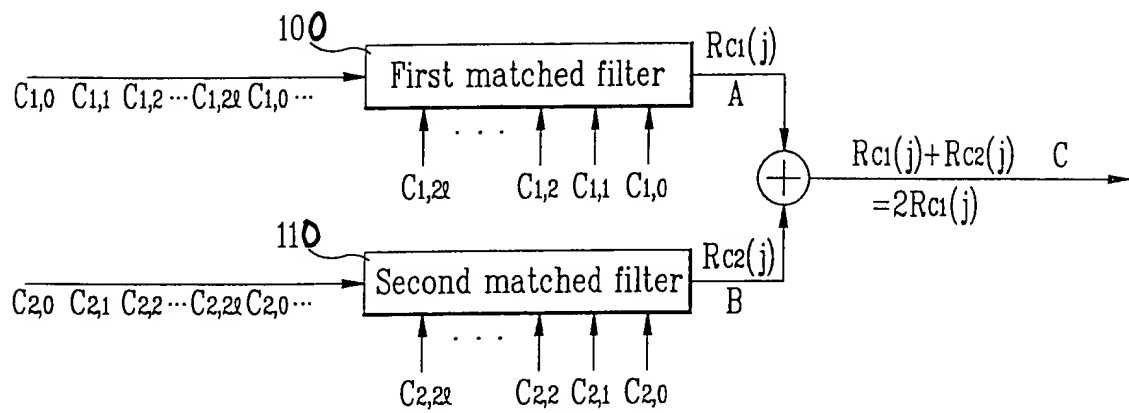 100
First matched filter
Rc1(j)
A
C1,0 C1,1 C1,2 ··· C1,2ℓ C1,0 ···
· · ·
C1,2ℓ C1,2 C1,1 C1,0
Rc1(j)+Rc2(j) C
=2Rc1(j)
110
Second matched filter
Rc2(j)
B
C2,0 C2,1 C2,2 ··· C2,2ℓ C2,0 ···
· · ·
C2,2ℓ C2,2 C2,1 C2,0